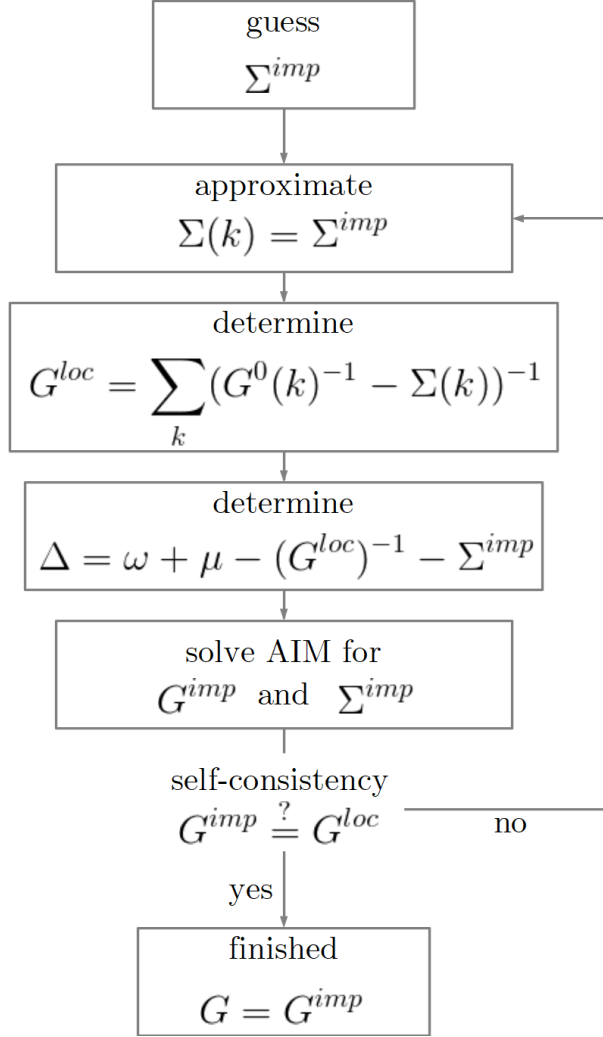 guess
Σ^{imp}
approximate
Σ(k) = Σ^{imp}
determine
G^{loc} = ∑_k (G^0(k)^{-1} − Σ(k))^{-1}
determine
Δ = ω + μ − (G^{loc})^{-1} − Σ^{imp}
solve AIM for
G^{imp} and Σ^{imp}
self-consistency
G^{imp} ≟ G^{loc}
no
yes
finished
G = G^{imp}